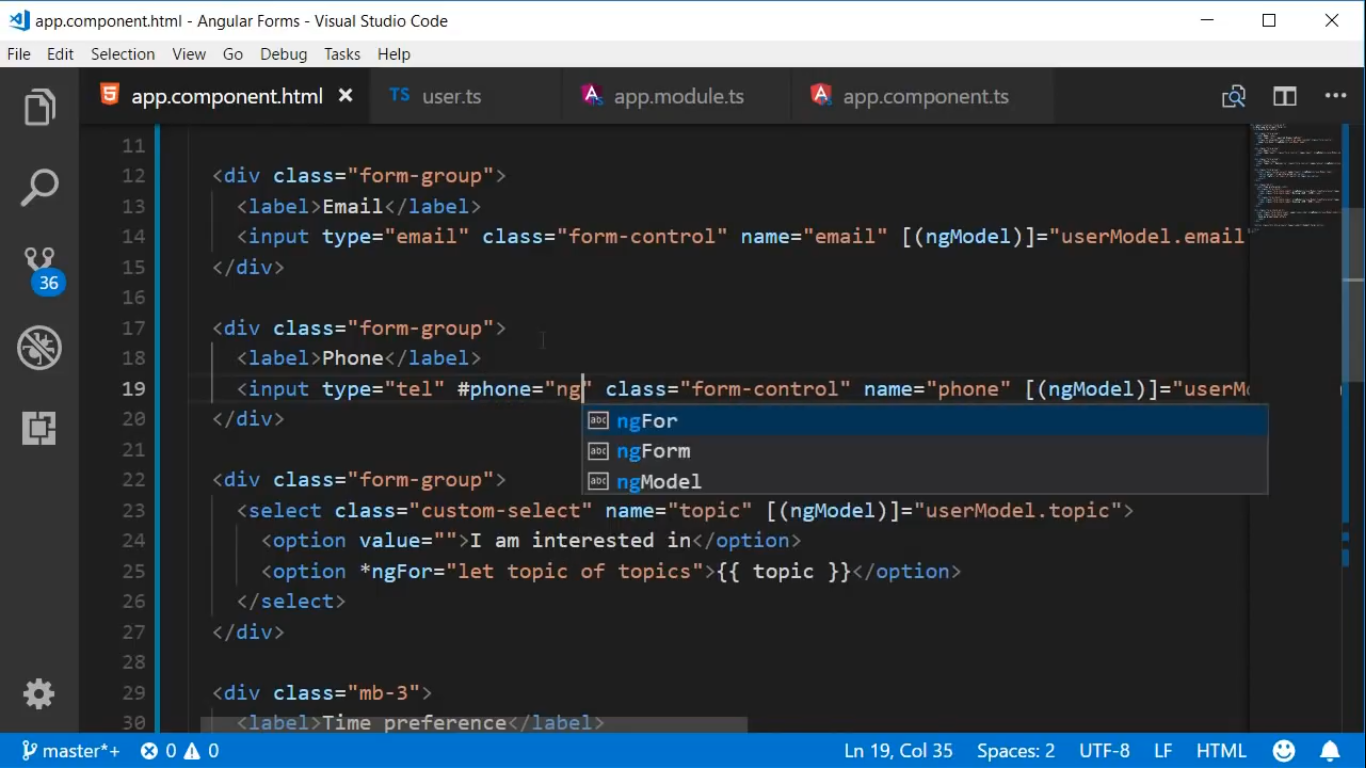 app.component.html - Angular Forms - Visual Studio Code
File Edit Selection View Go Debug Tasks Help
app.component.html TS user.ts app.module.ts app.component.ts
11
12 <div class="form-group">
13 <label>Email</label>
14 <input type="email" class="form-control" name="email" [(ngModel)]="userModel.email
15 </div>
16
17 <div class="form-group">
18 <label>Phone</label>
19 <input type="tel" #phone="ng" class="form-control" name="phone" [(ngModel)]="userMo
20 </div>
abc ngFor
21
abc ngForm
22 <div class="form-group">
abc ngModel
23 <select class="custom-select" name="topic" [(ngModel)]="userModel.topic">
24 <option value="">I am interested in</option>
25 <option *ngFor="let topic of topics">{{ topic }}</option>
26 </select>
27 </div>
28
29 <div class="mb-3">
30 <label>Time preference</label>
36
master*+ 0 0 Ln 19, Col 35 Spaces: 2 UTF-8 LF HTML